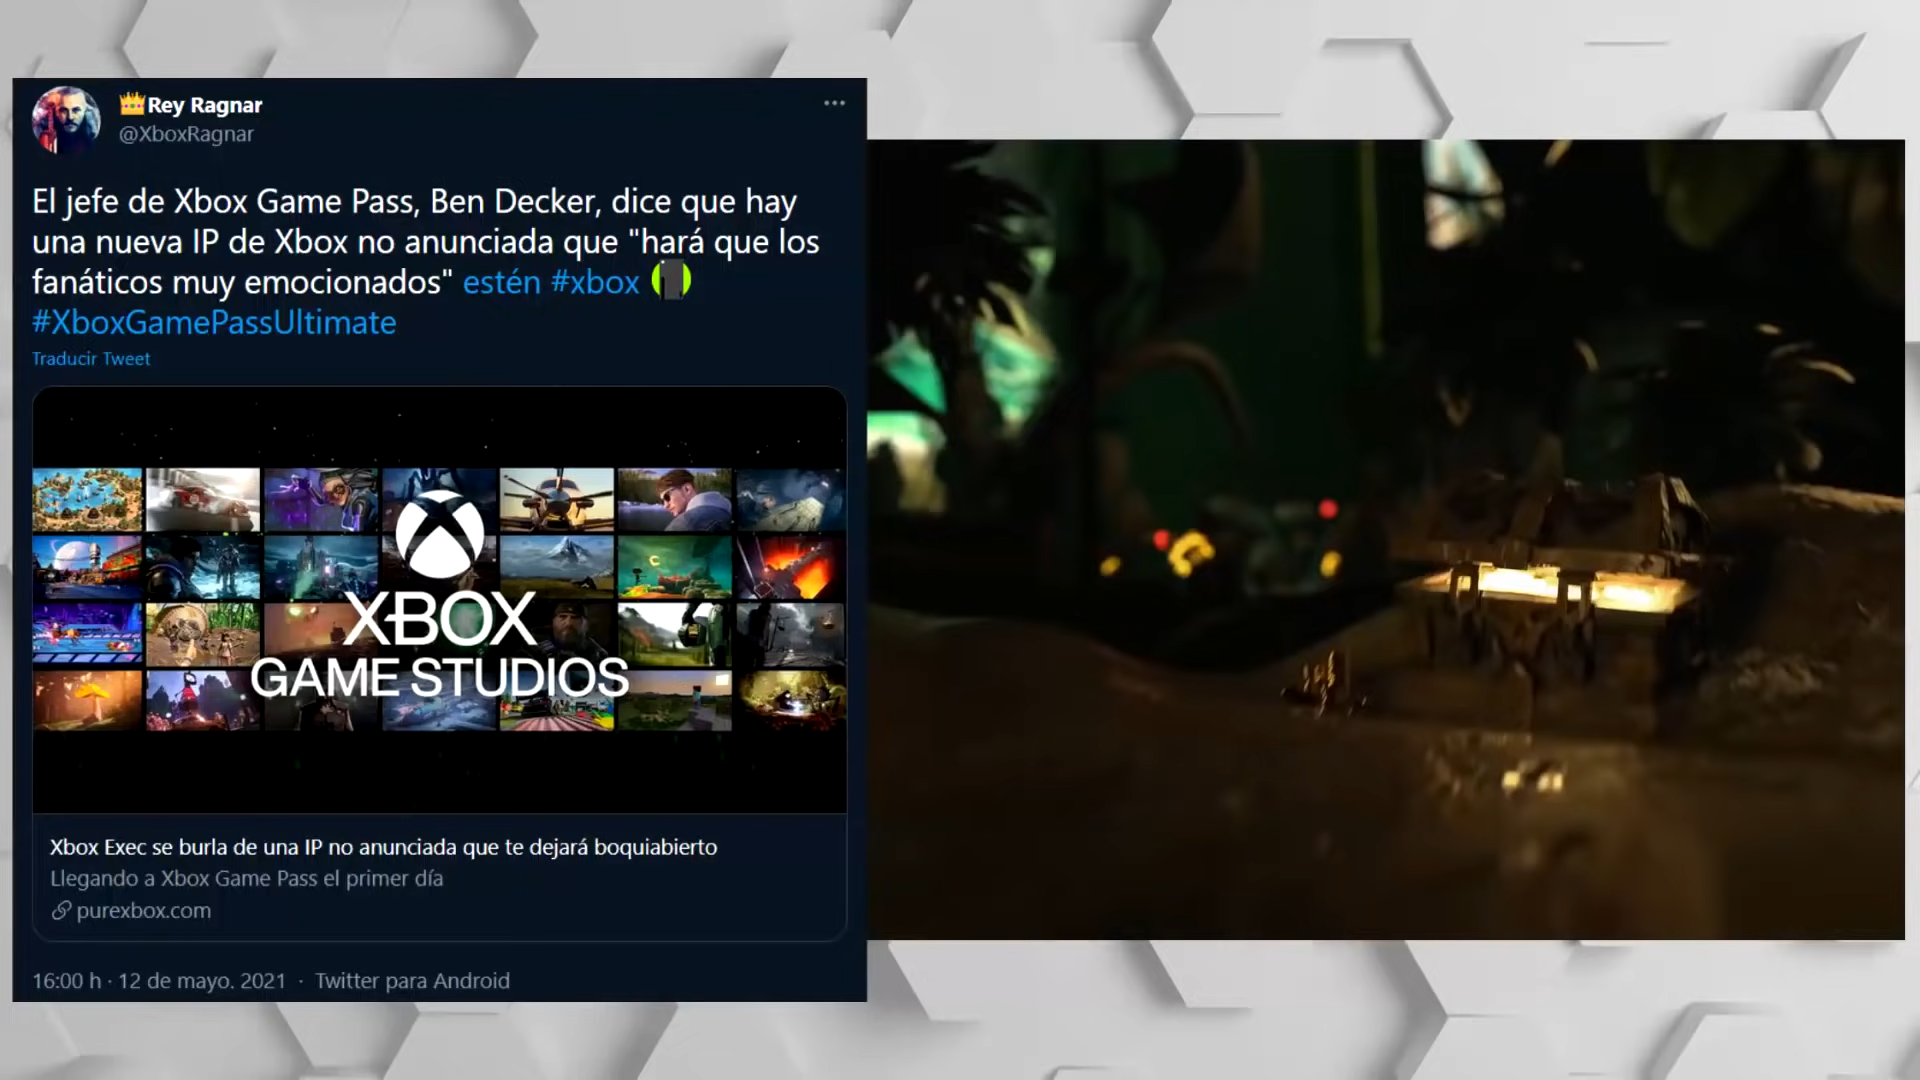 👑Rey Ragnar
@XboxRagnar
El jefe de Xbox Game Pass, Ben Decker, dice que hay
una nueva IP de Xbox no anunciada que "hará que los
fanáticos muy emocionados" estén #xbox
#XboxGamePassUltimate
Traducir Tweet
XBOX
GAME STUDIOS
Xbox Exec se burla de una IP no anunciada que te dejará boquiabierto
Llegando a Xbox Game Pass el primer día
purexbox.com
16:00 h · 12 de mayo. 2021 · Twitter para Android